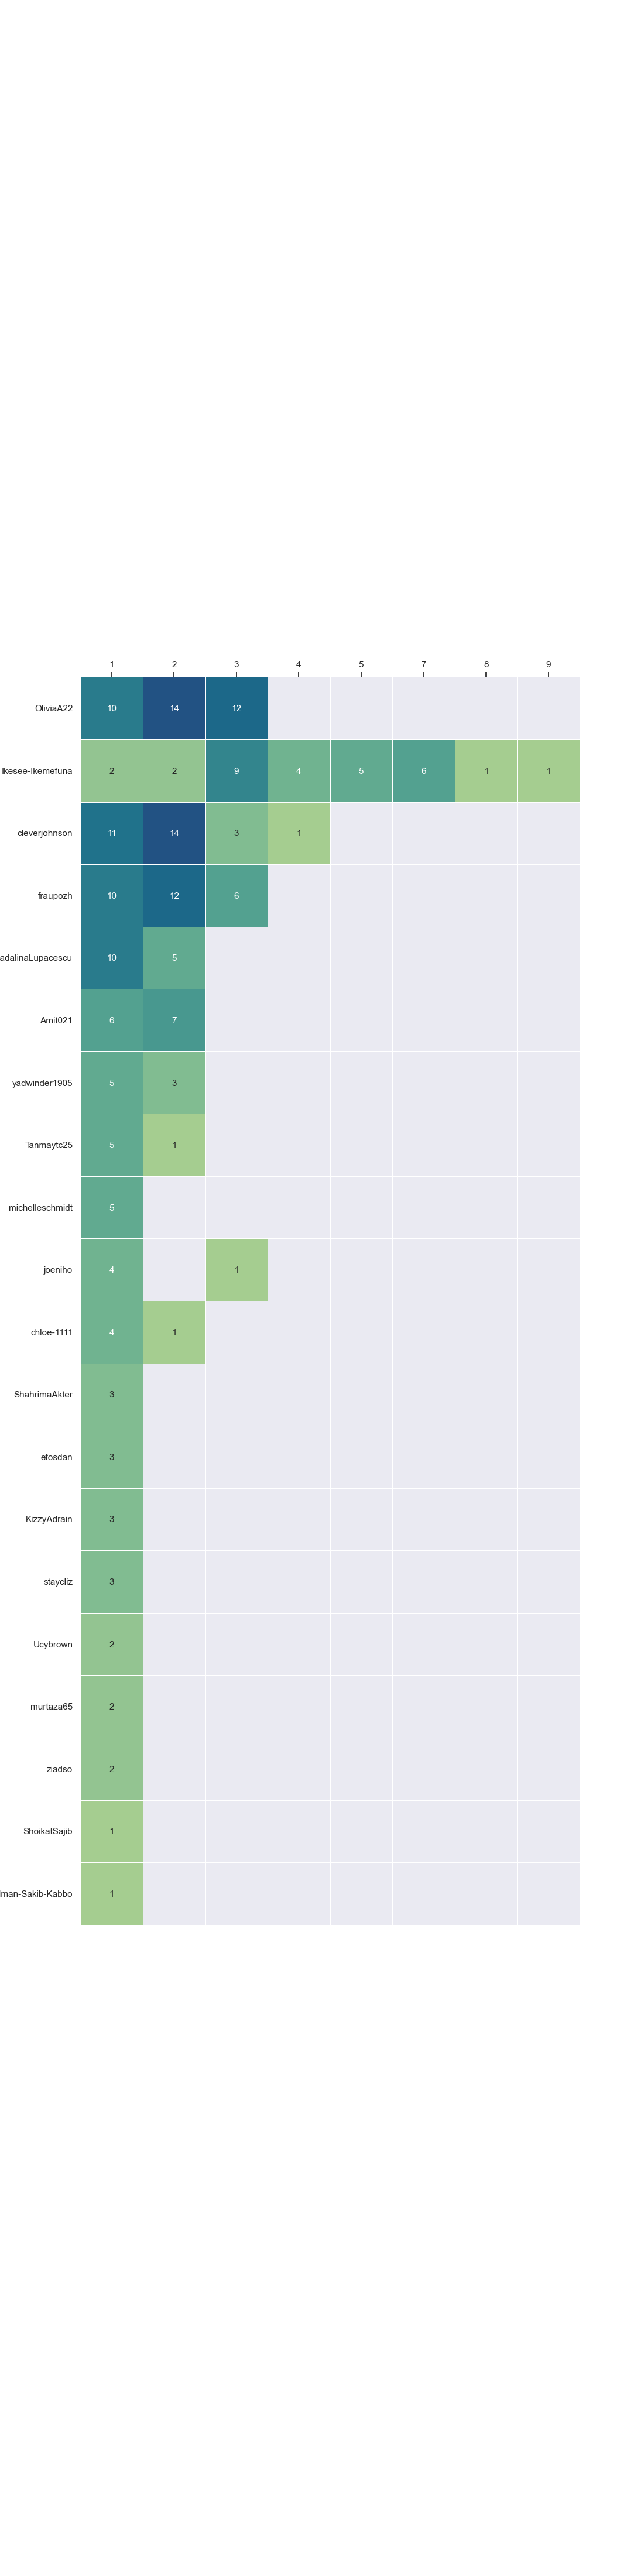 1 2 3 4 5 7 8 9
OliviaA22 10 14 12
Ikesee-Ikemefuna 2 2 9 4 5 6 1 1
cleverjohnson 11 14 3 1
fraupozh 10 12 6
adalinaLupacescu 10 5
Amit021 6 7
yadwinder1905 5 3
Tanmaytc25 5 1
michelleschmidt 5
joeniho 4 1
chloe-1111 4 1
ShahrimaAkter 3
efosdan 3
KizzyAdrain 3
staycliz 3
Ucybrown 2
murtaza65 2
ziadso 2
ShoikatSajib 1
man-Sakib-Kabbo 1